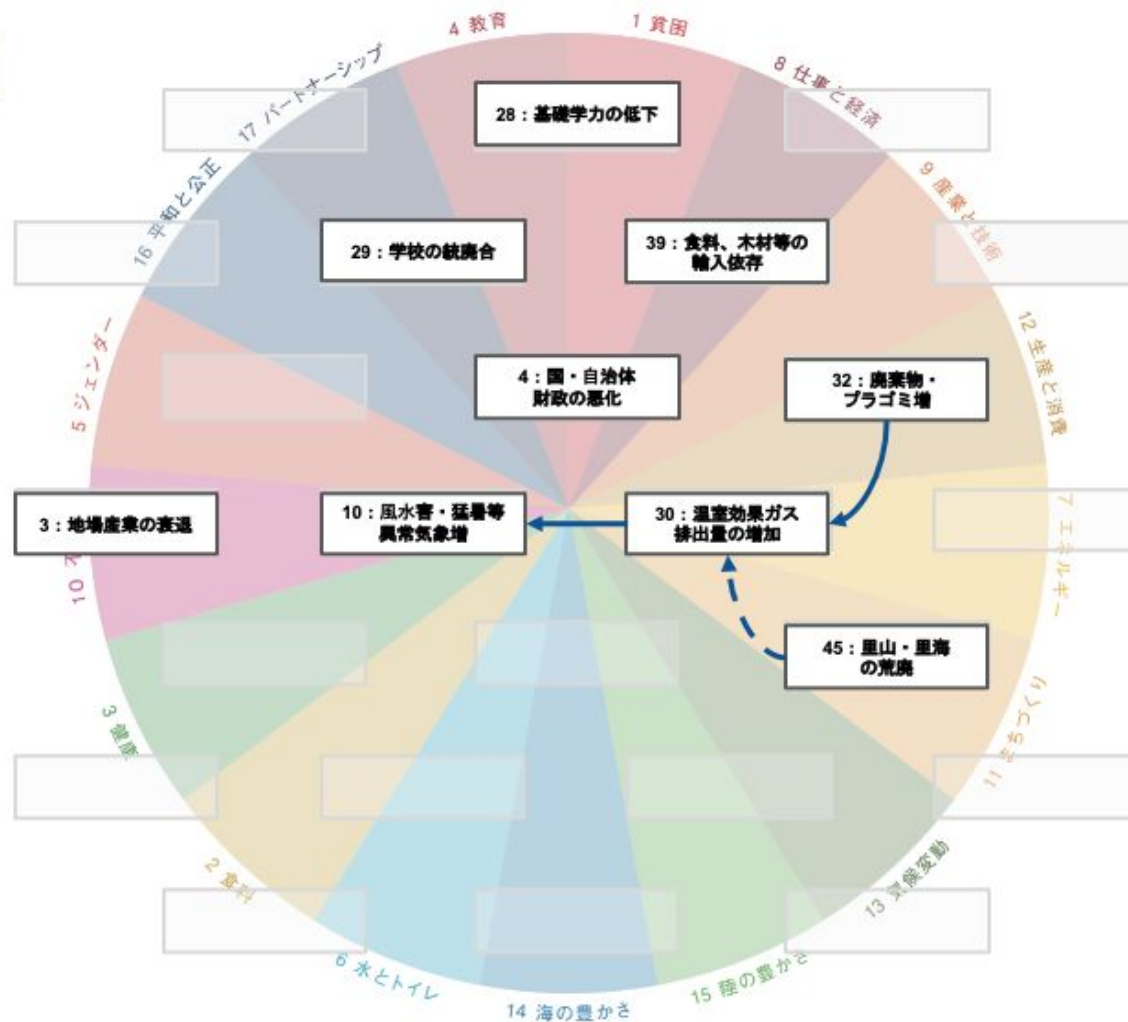 4 教育
1 貧困
17 パートナーシップ
8 仕事と経済
28：基礎学力の低下
16 平和と公正
9 産業と技術
29：学校の統廃合
39：食料、木材等の
輸入依存
5 ジェンダー
12 生産と消費
4：国・自治体
財政の悪化
32：廃棄物・
プラゴミ増
3：地場産業の衰退
10：風水害・猛暑等
異常気象増
30：温室効果ガス
排出量の増加
7 エネルギー
10
45：里山・里海
の荒廃
3 健康
11 まちづくり
2 食料
13 気候変動
6 水とトイレ
15 陸の豊かさ
14 海の豊かさ